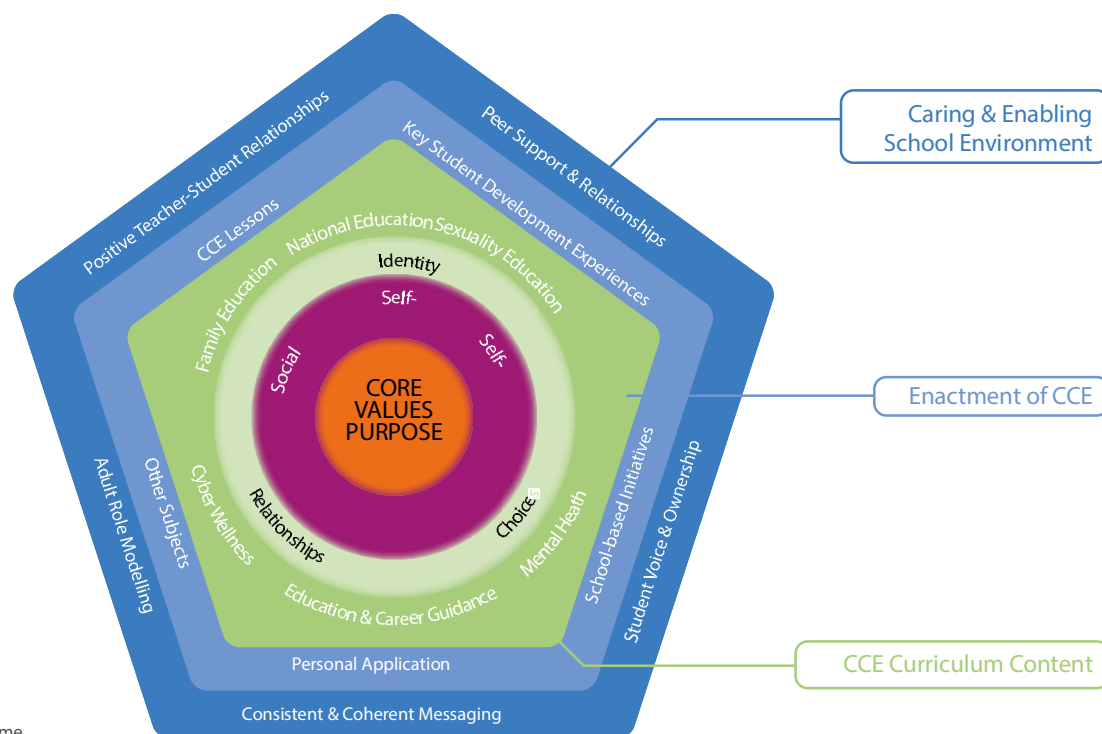 Positive Teacher-Student Relationships
Peer Support & Relationships
Caring & Enabling
School Environment
CCE Lessons
Key Student Development Experiences
Family Education
National Education
Sexuality Education
Identity
Self-
Self-
Social
CORE
VALUES
PURPOSE
Enactment of CCE
Relationships
Choices
Cyber Wellness
Mental Heath
Education & Career Guidance
Other Subjects
School-based Initiatives
Adult Role Modelling
Student Voice & Ownership
CCE Curriculum Content
Personal Application
Consistent & Coherent Messaging